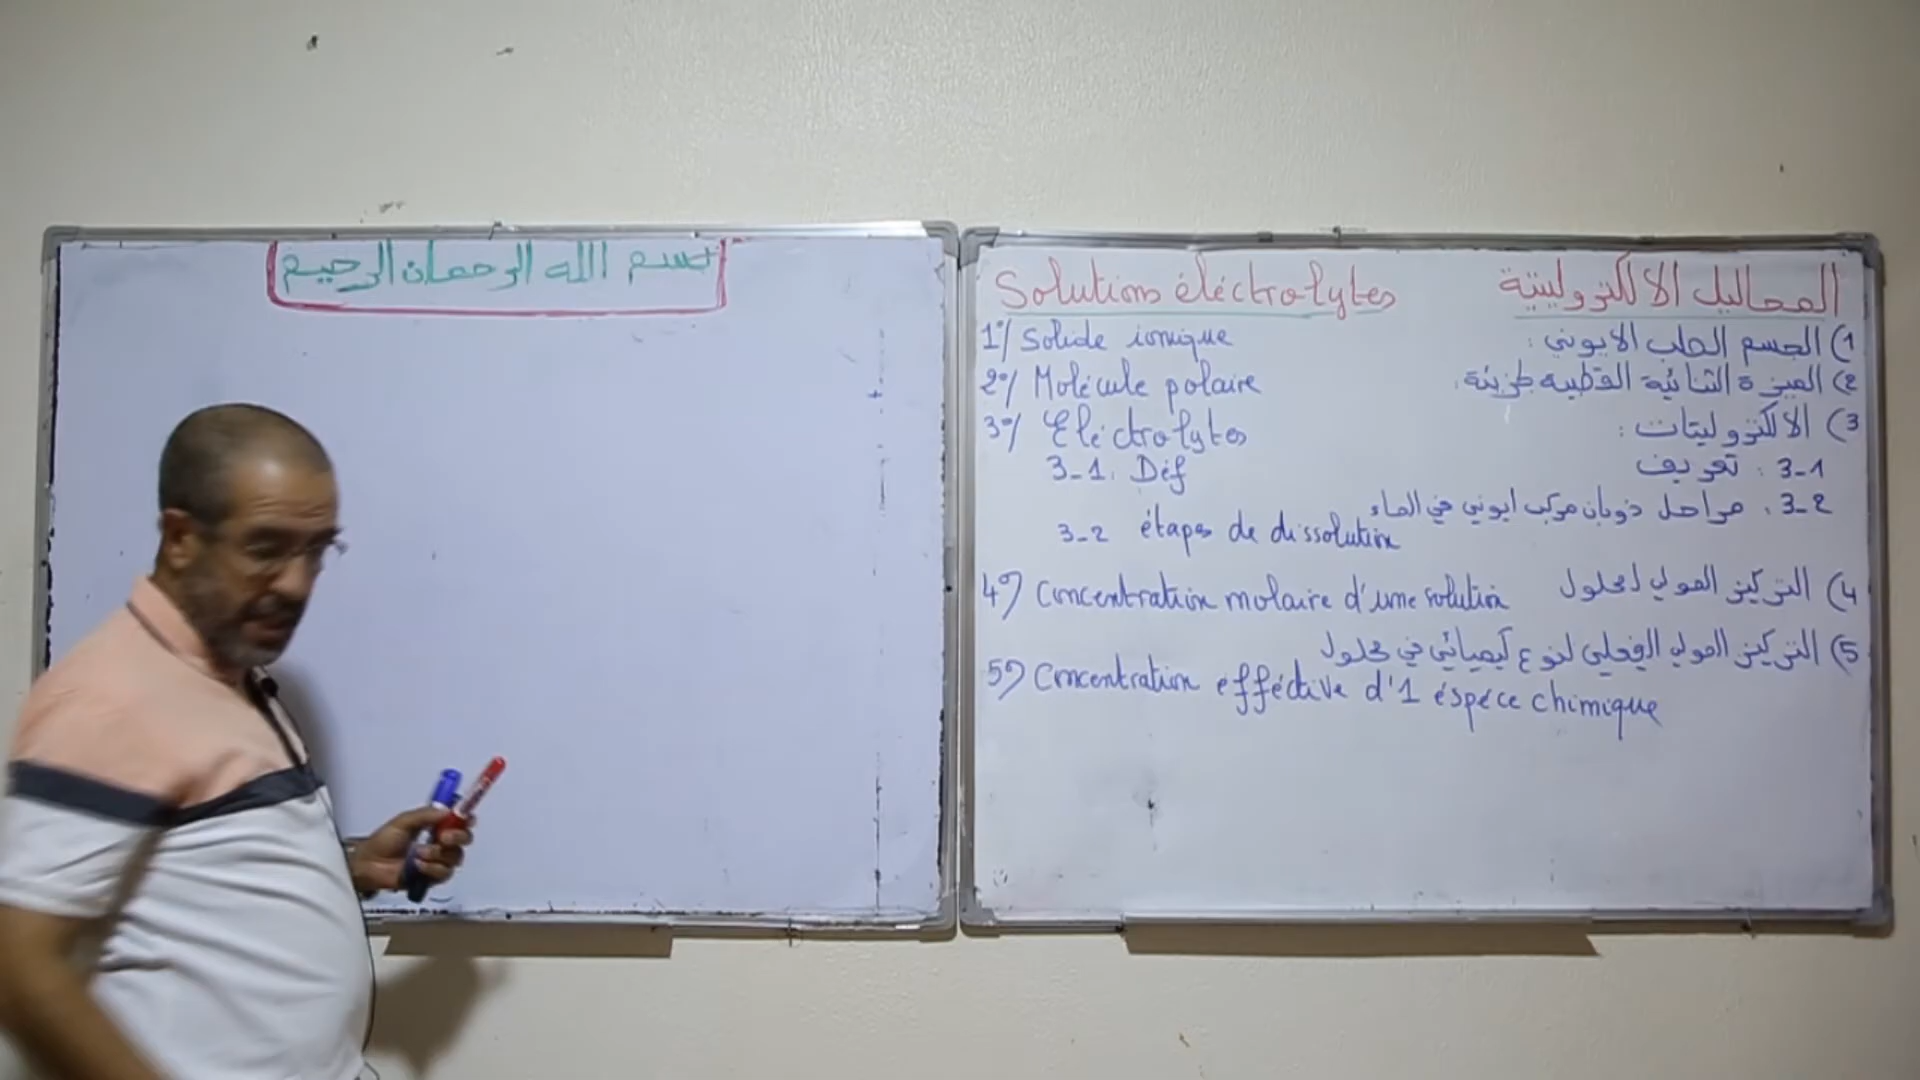 بسم الله الرحمان الرحيم
Solutions éléctrolytes المحاليل الالكتروليتية
1°/ Solide ionique 1) الجسم الصلب الايوني :
2°/ Molécule polaire 2) الميزة الثنائية القطبية لجزيئة :
3°/ Eléctrolytes 3) الالكتروليتات :
3-1. Déf 3-1 . تعريف
3-2 . مراحل ذوبان مركب ايوني في الماء
3-2 étapes de dissolution
4°) Concentration molaire d'une solution 4) التركيز المولي لمحلول
5) التركيز المولي الفعلي لنوع كيميائي في محلول
5°) Concentration efféctive d'1 éspéce chimique